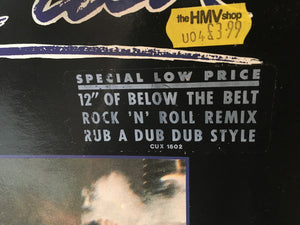 the HMV shop
U04 £3.99
SPECIAL LOW PRICE
12" OF BELOW THE BELT
ROCK 'N' ROLL REMIX
RUB A DUB DUB STYLE
CUX 1502